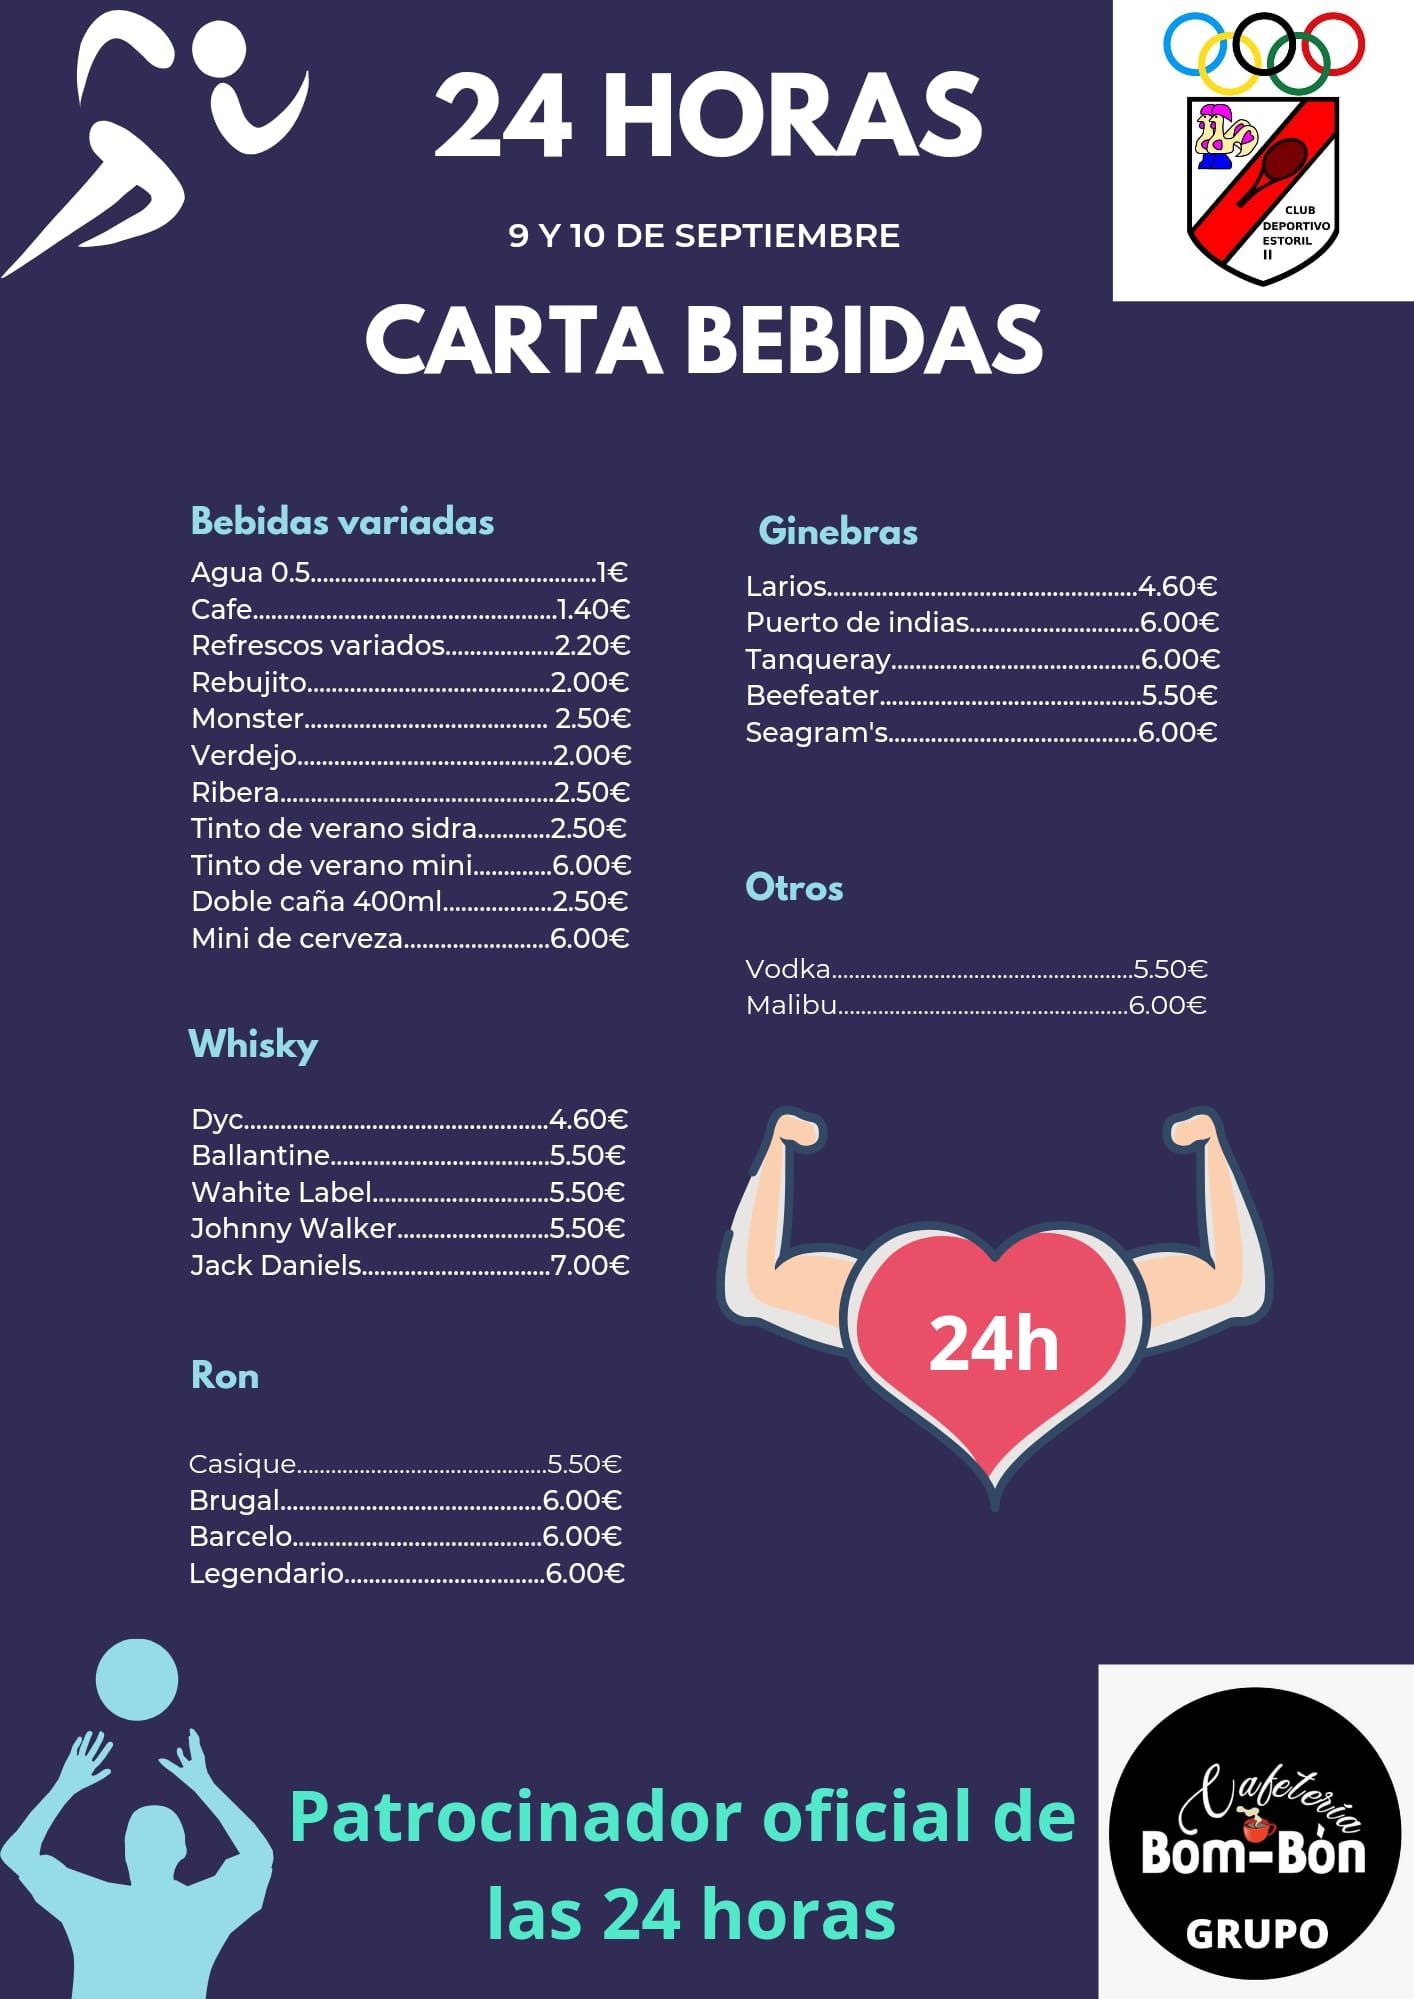 24 HORAS
9 Y 10 DE SEPTIEMBRE
CARTA BEBIDAS
CLUB
DEPORTIVO
ESTORIL
II
Bebidas variadas
Agua 0.5...............................................1€
Cafe..................................................1.40€
Refrescos variados..................2.20€
Rebujito........................................2.00€
Monster........................................ 2.50€
Verdejo..........................................2.00€
Ribera.............................................2.50€
Tinto de verano sidra............2.50€
Tinto de verano mini.............6.00€
Doble caña 400ml..................2.50€
Mini de cerveza........................6.00€
Whisky
Dyc..................................................4.60€
Ballantine....................................5.50€
Wahite Label.............................5.50€
Johnny Walker.........................5.50€
Jack Daniels...............................7.00€
Ron
Casique............................................5.50€
Brugal...........................................6.00€
Barcelo.........................................6.00€
Legendario.................................6.00€
Ginebras
Larios...................................................4.60€
Puerto de indias............................6.00€
Tanqueray.........................................6.00€
Beefeater...........................................5.50€
Seagram's.........................................6.00€
Otros
Vodka.....................................................5.50€
Malibu...................................................6.00€
24h
Patrocinador oficial de
las 24 horas
Cafetería
Bom-Bòn
GRUPO